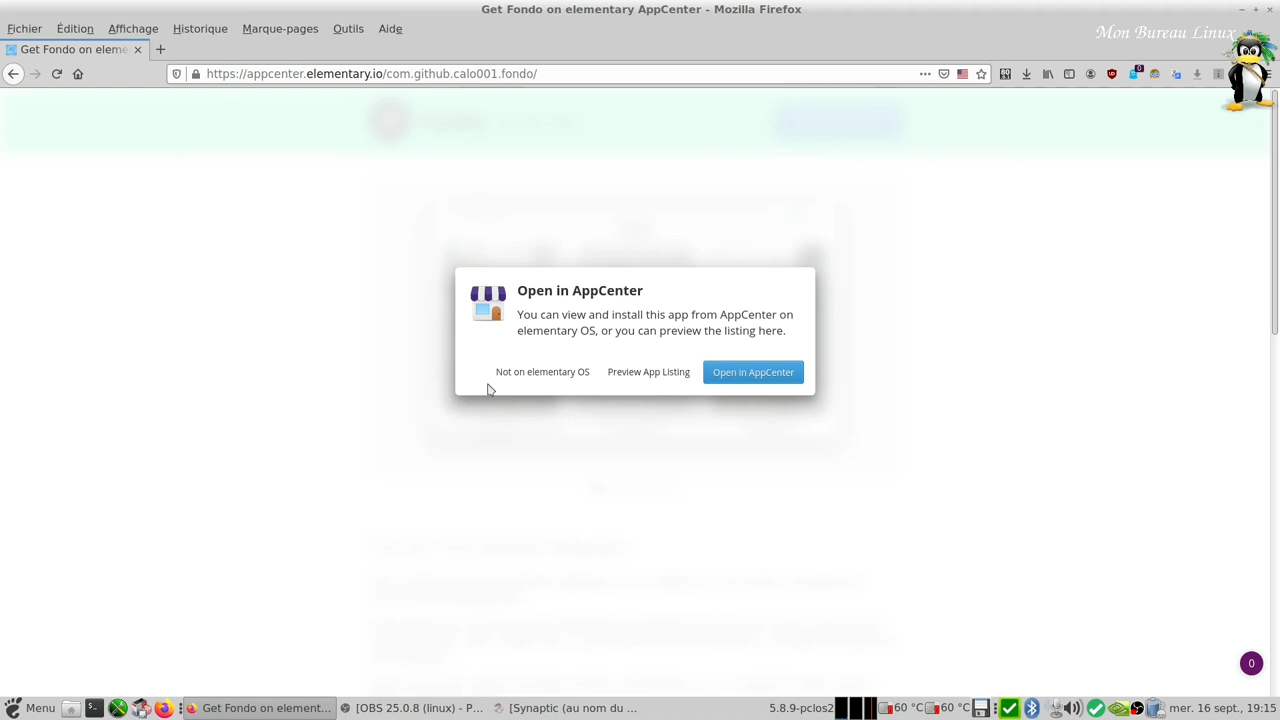 Get Fondo on elementary AppCenter - Mozilla Firefox
Fichier Édition Affichage Historique Marque-pages Outils Aide
Mon Bureau Linux
Get Fondo on eleme
https://appcenter.elementary.io/com.github.calo001.fondo/
Open in AppCenter
You can view and install this app from AppCenter on
elementary OS, or you can preview the listing here.
Not on elementary OS Preview App Listing Open in AppCenter
0
Menu Get Fondo on element... [OBS 25.0.8 (linux) - P... [Synaptic (au nom du ... 5.8.9-pclos2 60 °C 60 °C mer. 16 sept., 19:15